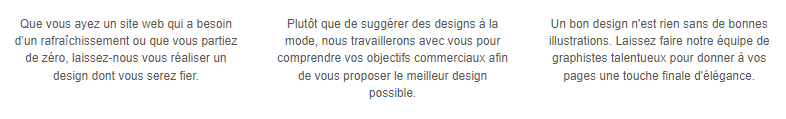 Que vous ayez un site web qui a besoin
d'un rafraîchissement ou que vous partiez
de zéro, laissez-nous vous réaliser un
design dont vous serez fier.
Plutôt que de suggérer des designs à la
mode, nous travaillerons avec vous pour
comprendre vos objectifs commerciaux afin
de vous proposer le meilleur design
possible.
Un bon design n'est rien sans de bonnes
illustrations. Laissez faire notre équipe de
graphistes talentueux pour donner à vos
pages une touche finale d'élégance.